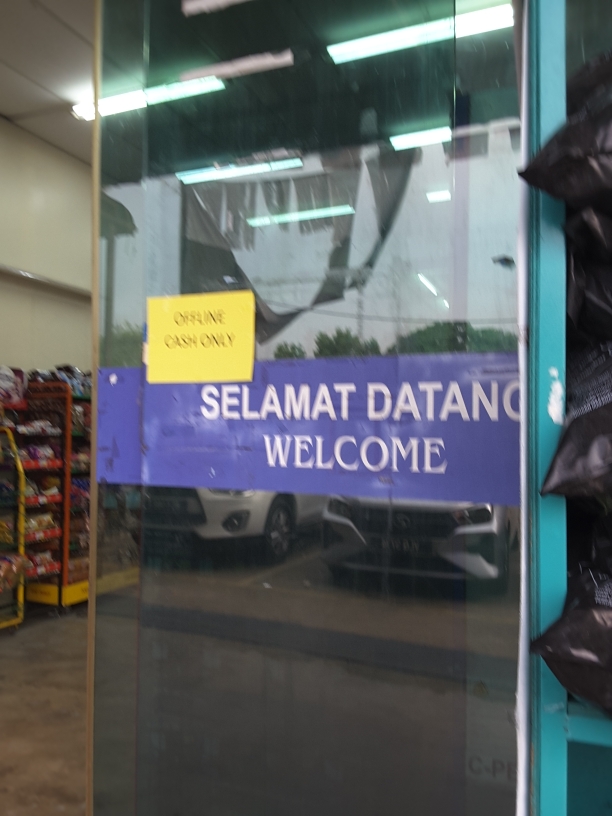 OFFLINE
CASH ONLY
SELAMAT DATANG
WELCOME